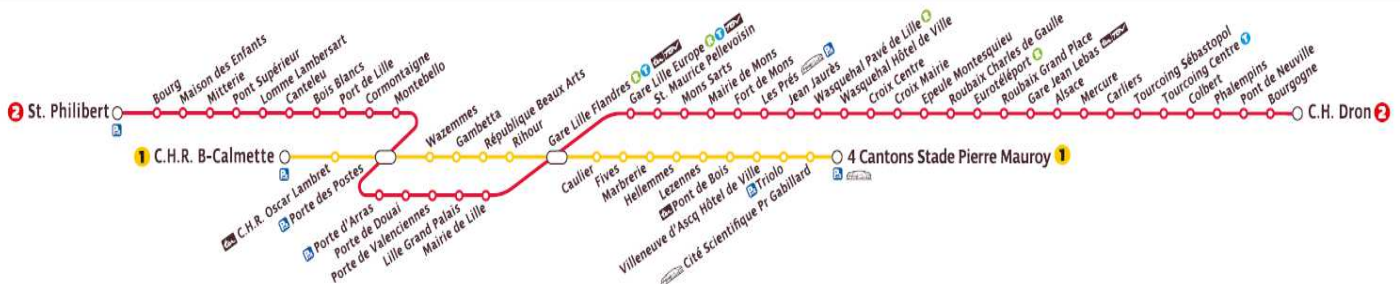 2 St. Philibert
Bourg
Maison des Enfants
Mitterie
Pont Supérieur
Lomme Lambersart
Canteleu
Bois Blancs
Port de Lille
Cormontaigne
Montebello
Porte des Postes
Porte d'Arras
Porte de Douai
Porte de Valenciennes
Lille Grand Palais
Mairie de Lille
Gare Lille Flandres
Gare Lille Europe
St. Maurice Pellevoisin
Mons Sarts
Mairie de Mons
Fort de Mons
Les Prés
Jean Jaurès
Wasquehal Pavé de Lille
Wasquehal Hôtel de Ville
Croix Centre
Croix Mairie
Epeule Montesquieu
Roubaix Charles de Gaulle
Eurotéléport
Roubaix Grand Place
Gare Jean Lebas
Alsace
Mercure
Carliers
Tourcoing Sébastopol
Tourcoing Centre
Colbert
Phalempins
Pont de Neuville
Bourgogne
C.H. Dron 2
1 C.H.R. B-Calmette
C.H.R. Oscar Lambret
Wazemmes
Gambetta
République Beaux Arts
Rihour
Caulier
Fives
Marbrerie
Hellemmes
Lezennes
Pont de Bois
Villeneuve d'Ascq Hôtel de Ville
Triolo
Cité Scientifique Pr Gabillard
4 Cantons Stade Pierre Mauroy 1